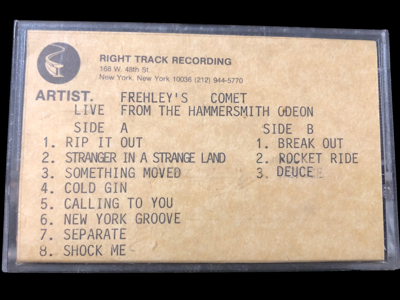 RIGHT TRACK RECORDING
168 W. 48th St
New York, New York 10036 (212) 944-5770
ARTIST. FREHLEY'S COMET
LIVE FROM THE HAMMERSMITH ODEON
SIDE A
1. RIP IT OUT
2. STRANGER IN A STRANGE LAND
3. SOMETHING MOVED
4. COLD GIN
5. CALLING TO YOU
6. NEW YORK GROOVE
7. SEPARATE
8. SHOCK ME
SIDE B
1. BREAK OUT
2. ROCKET RIDE
3. DEUCE